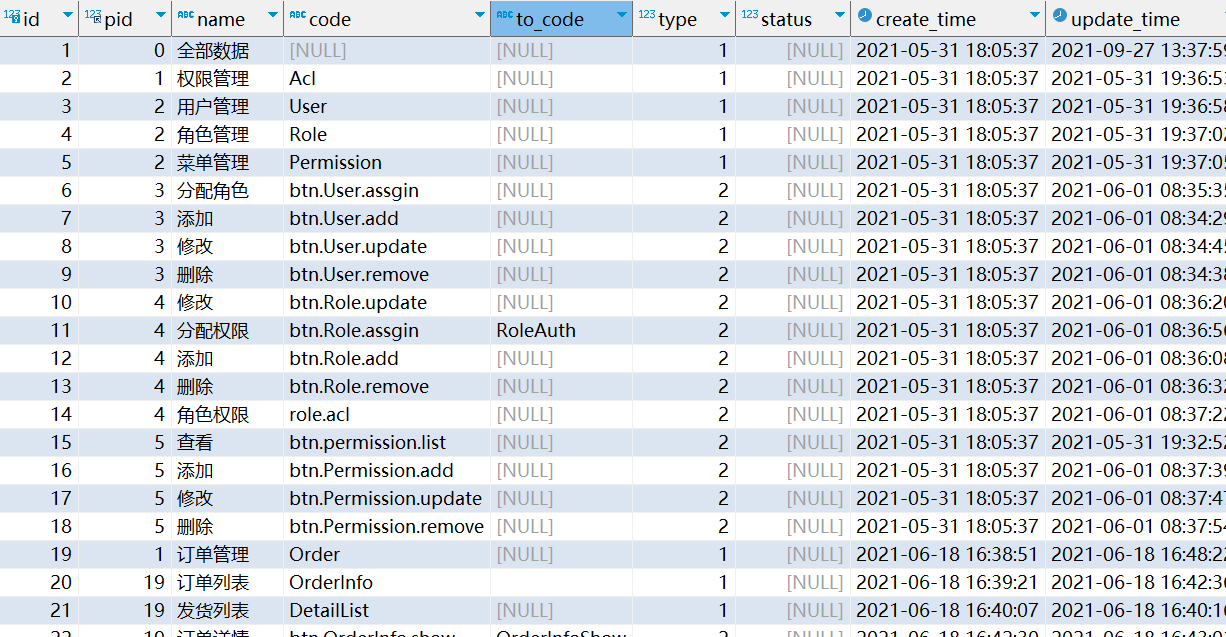 123 id 123 pid ABC name ABC code ABC to_code 123 type 123 status create_time update_time
1 0 全部数据 [NULL] [NULL] 1 [NULL] 2021-05-31 18:05:37 2021-09-27 13:37:59
2 1 权限管理 Acl [NULL] 1 [NULL] 2021-05-31 18:05:37 2021-05-31 19:36:53
3 2 用户管理 User [NULL] 1 [NULL] 2021-05-31 18:05:37 2021-05-31 19:36:58
4 2 角色管理 Role [NULL] 1 [NULL] 2021-05-31 18:05:37 2021-05-31 19:37:02
5 2 菜单管理 Permission [NULL] 1 [NULL] 2021-05-31 18:05:37 2021-05-31 19:37:05
6 3 分配角色 btn.User.assgin [NULL] 2 [NULL] 2021-05-31 18:05:37 2021-06-01 08:35:35
7 3 添加 btn.User.add [NULL] 2 [NULL] 2021-05-31 18:05:37 2021-06-01 08:34:29
8 3 修改 btn.User.update [NULL] 2 [NULL] 2021-05-31 18:05:37 2021-06-01 08:34:45
9 3 删除 btn.User.remove [NULL] 2 [NULL] 2021-05-31 18:05:37 2021-06-01 08:34:38
10 4 修改 btn.Role.update [NULL] 2 [NULL] 2021-05-31 18:05:37 2021-06-01 08:36:20
11 4 分配权限 btn.Role.assgin RoleAuth 2 [NULL] 2021-05-31 18:05:37 2021-06-01 08:36:56
12 4 添加 btn.Role.add [NULL] 2 [NULL] 2021-05-31 18:05:37 2021-06-01 08:36:08
13 4 删除 btn.Role.remove [NULL] 2 [NULL] 2021-05-31 18:05:37 2021-06-01 08:36:32
14 4 角色权限 role.acl [NULL] 2 [NULL] 2021-05-31 18:05:37 2021-06-01 08:37:22
15 5 查看 btn.permission.list [NULL] 2 [NULL] 2021-05-31 18:05:37 2021-05-31 19:32:52
16 5 添加 btn.Permission.add [NULL] 2 [NULL] 2021-05-31 18:05:37 2021-06-01 08:37:39
17 5 修改 btn.Permission.update [NULL] 2 [NULL] 2021-05-31 18:05:37 2021-06-01 08:37:47
18 5 删除 btn.Permission.remove [NULL] 2 [NULL] 2021-05-31 18:05:37 2021-06-01 08:37:54
19 1 订单管理 Order [NULL] 1 [NULL] 2021-06-18 16:38:51 2021-06-18 16:48:22
20 19 订单列表 OrderInfo 1 [NULL] 2021-06-18 16:39:21 2021-06-18 16:42:36
21 19 发货列表 DetailList [NULL] 1 [NULL] 2021-06-18 16:40:07 2021-06-18 16:40:16